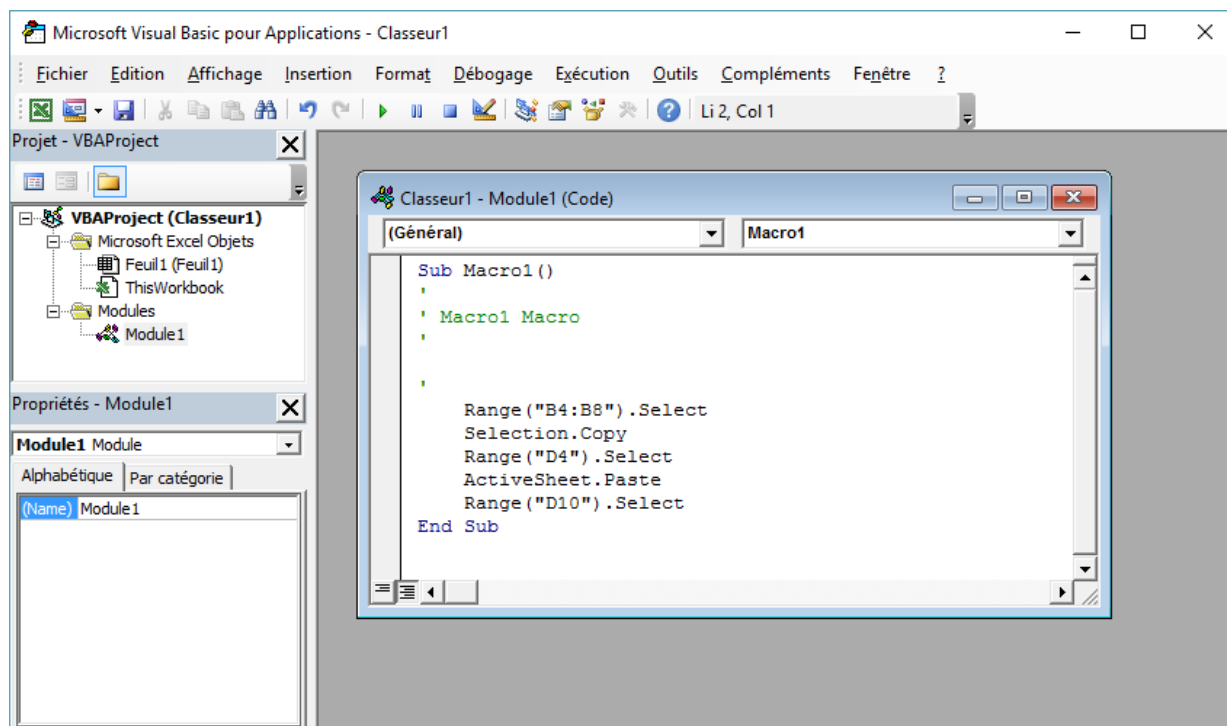 Microsoft Visual Basic pour Applications - Classeur1
Fichier Edition Affichage Insertion Format Débogage Exécution Outils Compléments Fenêtre ?
Li 2, Col 1
Projet - VBAProject
VBAProject (Classeur1)
Microsoft Excel Objets
Feuil1 (Feuil1)
ThisWorkbook
Modules
Module1
Propriétés - Module1
Module1 Module
Alphabétique Par catégorie
(Name) Module1
Classeur1 - Module1 (Code)
(Général) Macro1
Sub Macro1()
'
' Macro1 Macro
'
'
Range("B4:B8").Select
Selection.Copy
Range("D4").Select
ActiveSheet.Paste
Range("D10").Select
End Sub